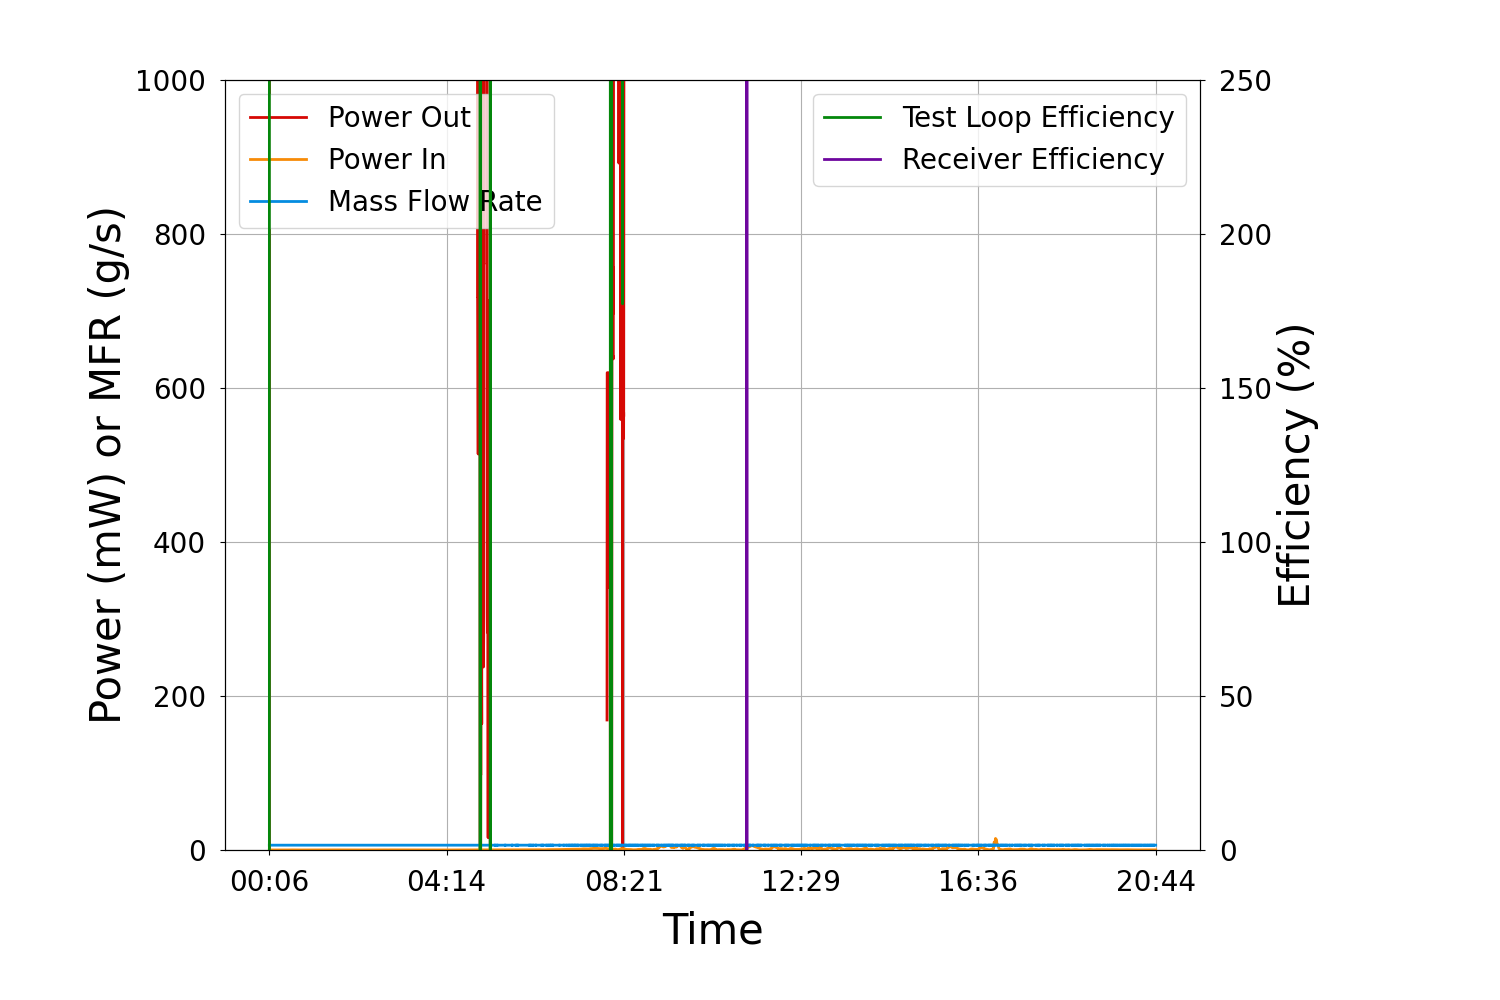 1000
800
600
400
200
0
Power (mW) or MFR (g/s)
Power Out
Power In
Mass Flow Rate
Test Loop Efficiency
Receiver Efficiency
250
200
150
100
50
0
Efficiency (%)
00:06 04:14 08:21 12:29 16:36 20:44
Time